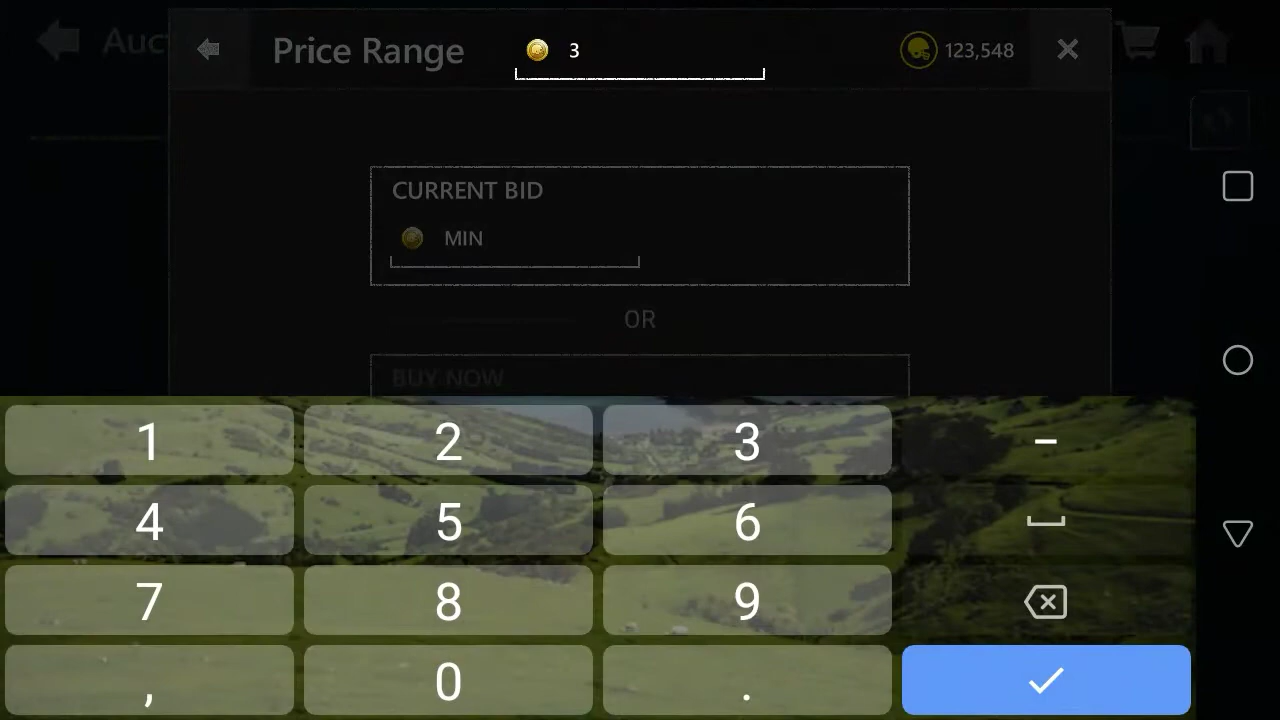 Auc
Price Range
3
123,548
CURRENT BID
MIN
OR
BUY NOW
1 2 3 -
4 5 6
7 8 9
, 0 .